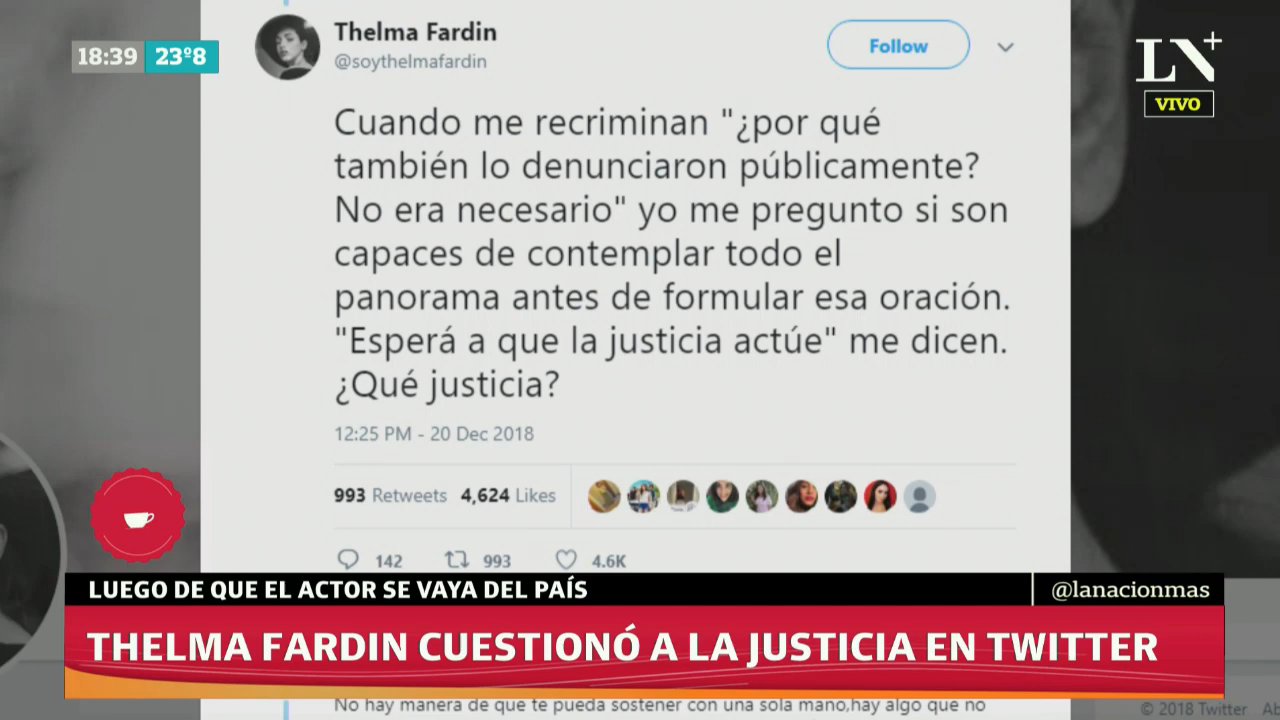 18:39 23º8
Thelma Fardin
@soythelmafardin
Follow
LN+
VIVO
Cuando me recriminan "¿por qué
también lo denunciaron públicamente?
No era necesario" yo me pregunto si son
capaces de contemplar todo el
panorama antes de formular esa oración.
"Esperá a que la justicia actúe" me dicen.
¿Qué justicia?
12:25 PM - 20 Dec 2018
993 Retweets 4,624 Likes
142 993 4.6K
LUEGO DE QUE EL ACTOR SE VAYA DEL PAÍS
@lanacionmas
THELMA FARDIN CUESTIONÓ A LA JUSTICIA EN TWITTER
No hay manera de que te pueda sostener con una sola mano,hay algo que no
© 2018 Twitter Ab